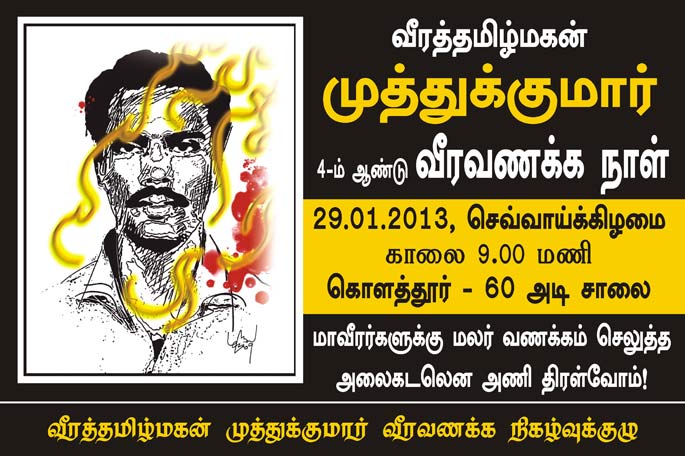 வீரத்தமிழ்மகன்
முத்துக்குமார்
4-ம் ஆண்டு வீரவணக்க நாள்
29.01.2013, செவ்வாய்க்கிழமை
காலை 9.00 மணி
கொளத்தூர் - 60 அடி சாலை
மாவீரர்களுக்கு மலர் வணக்கம் செலுத்த
அலைகடலென அணி திரள்வோம்!
வீரத்தமிழ்மகன் முத்துக்குமார் வீரவணக்க நிகழ்வுக்குழு